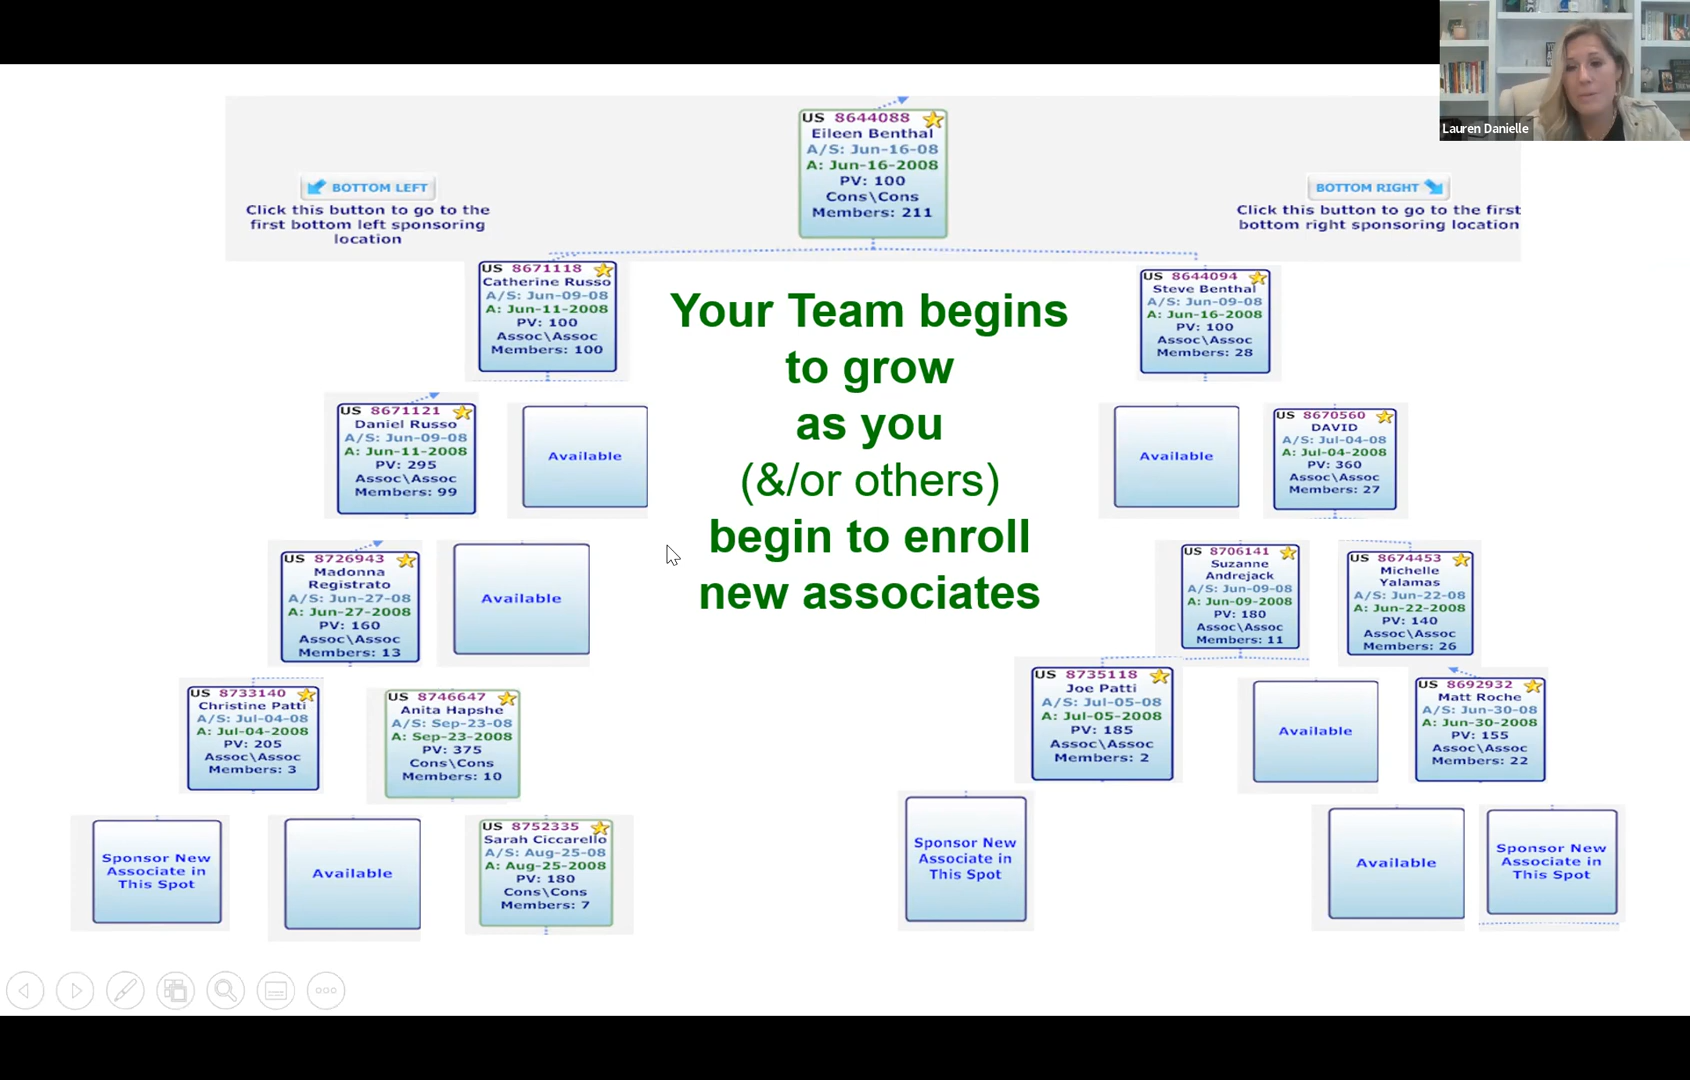 Lauren Danielle
US 8644088
Eileen Benthal
A/S: Jun-16-08
A: Jun-16-2008
PV: 100
Cons\Cons
Members: 211
BOTTOM LEFT
Click this button to go to the
first bottom left sponsoring
location
BOTTOM RIGHT
Click this button to go to the first
bottom right sponsoring location
US 8671118
Catherine Russo
A/S: Jun-09-08
A: Jun-11-2008
PV: 100
Assoc\Assoc
Members: 100
US 8644094
Steve Benthal
A/S: Jun-09-08
A: Jun-16-2008
PV: 100
Assoc\Assoc
Members: 28
Your Team begins
to grow
as you
(&/or others)
begin to enroll
new associates
US 8671121
Daniel Russo
A/S: Jun-09-08
A: Jun-11-2008
PV: 295
Assoc\Assoc
Members: 99
Available
Available
US 8670560
DAVID
A/S: Jul-04-08
A: Jul-04-2008
PV: 360
Assoc\Assoc
Members: 27
US 8726943
Madonna
Registrato
A/S: Jun-27-08
A: Jun-27-2008
PV: 160
Assoc\Assoc
Members: 13
Available
US 8706141
Suzanne
Andrejack
A/S: Jun-09-08
A: Jun-09-2008
PV: 180
Assoc\Assoc
Members: 11
US 8674453
Michelle
Yalamas
A/S: Jun-22-08
A: Jun-22-2008
PV: 140
Assoc\Assoc
Members: 26
US 8733140
Christine Patti
A/S: Jul-04-08
A: Jul-04-2008
PV: 205
Assoc\Assoc
Members: 3
US 8746647
Anita Hapshe
A/S: Sep-23-08
A: Sep-23-2008
PV: 375
Cons\Cons
Members: 10
US 8735118
Joe Patti
A/S: Jul-05-08
A: Jul-05-2008
PV: 185
Assoc\Assoc
Members: 2
Available
US 8692932
Matt Roche
A/S: Jun-30-08
A: Jun-30-2008
PV: 155
Assoc\Assoc
Members: 22
Sponsor New
Associate in
This Spot
Available
US 8752335
Sarah Ciccarello
A/S: Aug-25-08
A: Aug-25-2008
PV: 180
Cons\Cons
Members: 7
Sponsor New
Associate in
This Spot
Available
Sponsor New
Associate in
This Spot